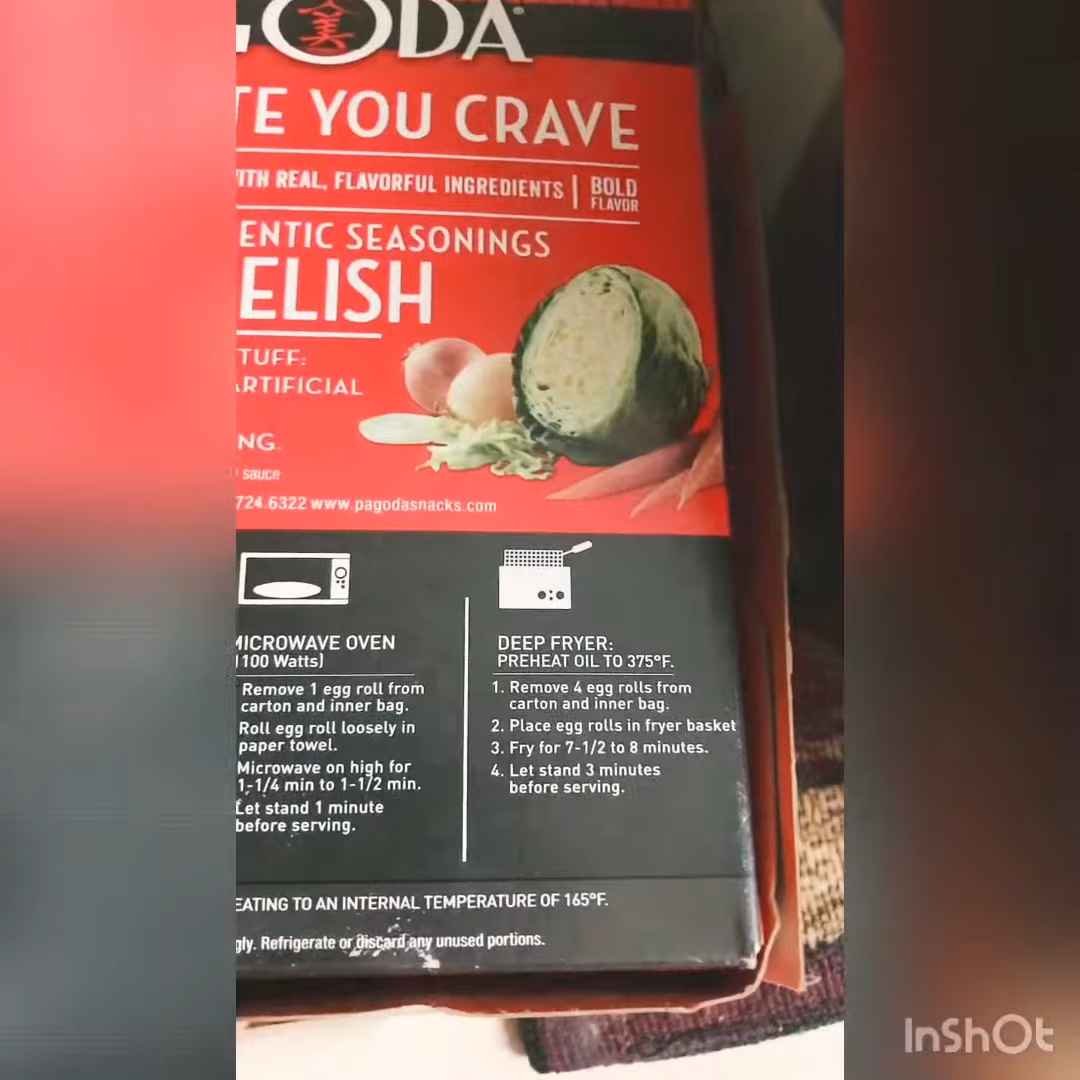 GODA
TE YOU CRAVE
WITH REAL, FLAVORFUL INGREDIENTS | BOLD FLAVOR
ENTIC SEASONINGS
ELISH
TUFF:
ARTIFICIAL
NG.
sauce
724.6322 www.pagodasnacks.com
MICROWAVE OVEN
1100 Watts)
Remove 1 egg roll from
carton and inner bag.
Roll egg roll loosely in
paper towel.
Microwave on high for
1-1/4 min to 1-1/2 min.
Let stand 1 minute
before serving.
DEEP FRYER:
PREHEAT OIL TO 375°F.
1. Remove 4 egg rolls from
carton and inner bag.
2. Place egg rolls in fryer basket
3. Fry for 7-1/2 to 8 minutes.
4. Let stand 3 minutes
before serving.
EATING TO AN INTERNAL TEMPERATURE OF 165°F.
gly. Refrigerate or discard any unused portions.
InShOt